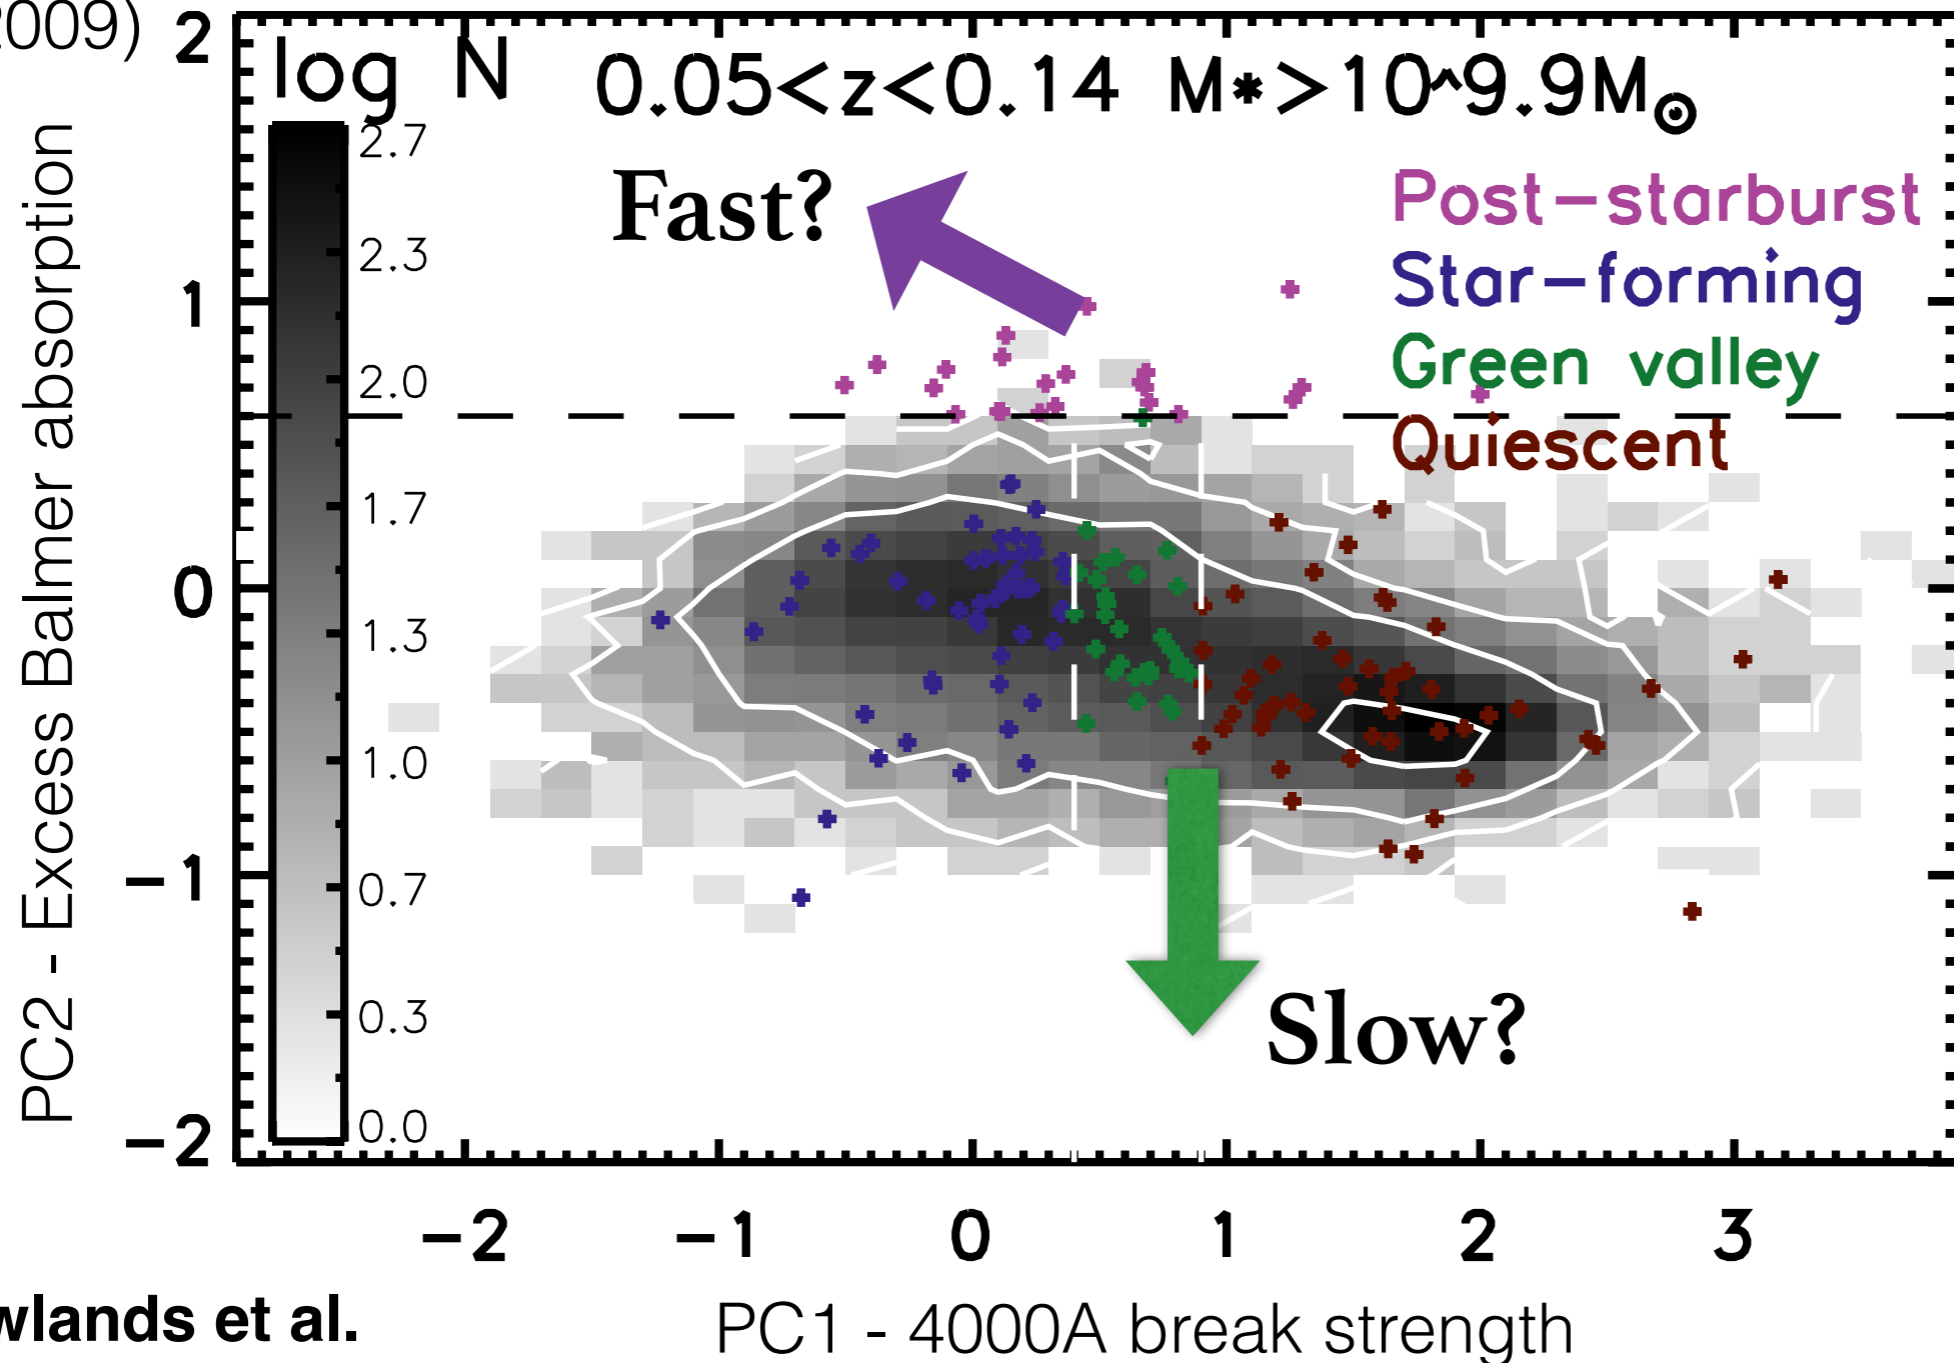 2009)
log N 0.05<z<0.14 M*>10^9.9M⊙
Fast?
Post-starburst
Star-forming
Green valley
Quiescent
Slow?
2.7
2.3
2.0
1.7
1.3
1.0
0.7
0.3
0.0
2
1
0
-1
-2
PC2 - Excess Balmer absorption
-2 -1 0 1 2 3
PC1 - 4000A break strength
wlands et al.